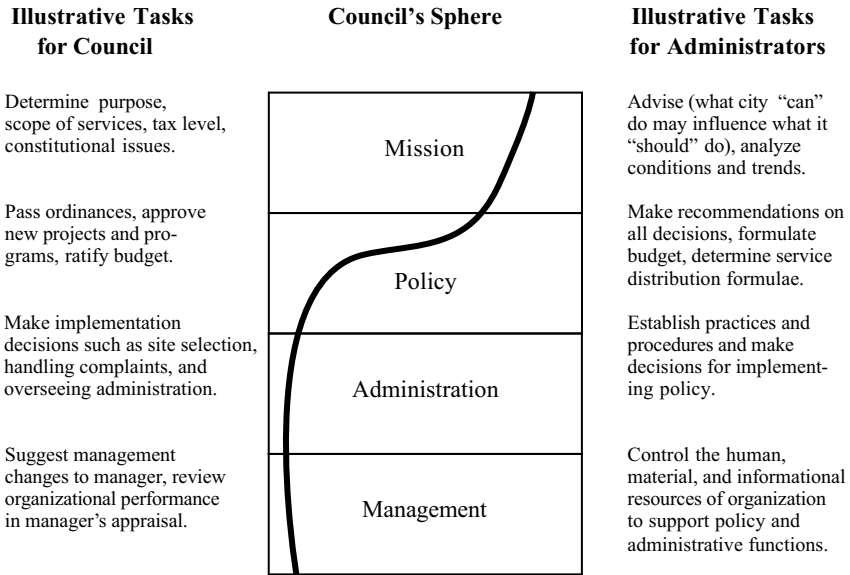 Illustrative Tasks
for Council
Council’s Sphere
Illustrative Tasks
for Administrators
Determine purpose,
scope of services, tax level,
constitutional issues.
Mission
Advise (what city “can”
do may influence what it
“should” do), analyze
conditions and trends.
Pass ordinances, approve
new projects and pro-
grams, ratify budget.
Policy
Make recommendations on
all decisions, formulate
budget, determine service
distribution formulae.
Make implementation
decisions such as site selection,
handling complaints, and
overseeing administration.
Administration
Establish practices and
procedures and make
decisions for implement-
ing policy.
Suggest management
changes to manager, review
organizational performance
in manager’s appraisal.
Management
Control the human,
material, and informational
resources of organization
to support policy and
administrative functions.